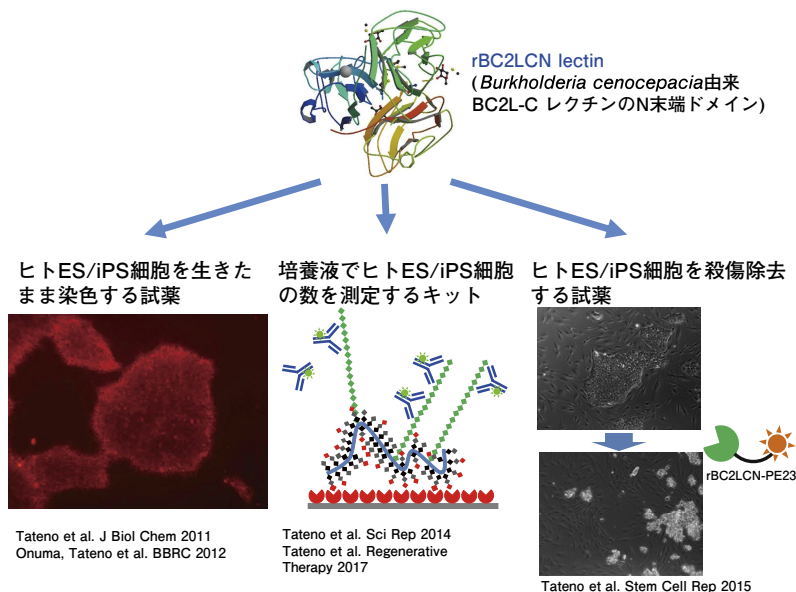 rBC2LCN lectin
(Burkholderia cenocepacia由来
BC2L-C レクチンのN末端ドメイン)
ヒトES/iPS細胞を生きた
まま染色する試薬
Tateno et al. J Biol Chem 2011
Onuma, Tateno et al. BBRC 2012
培養液でヒトES/iPS細胞
の数を測定するキット
Tateno et al. Sci Rep 2014
Tateno et al. Regenerative
Therapy 2017
ヒトES/iPS細胞を殺傷除去
する試薬
rBC2LCN-PE23
Tateno et al. Stem Cell Rep 2015